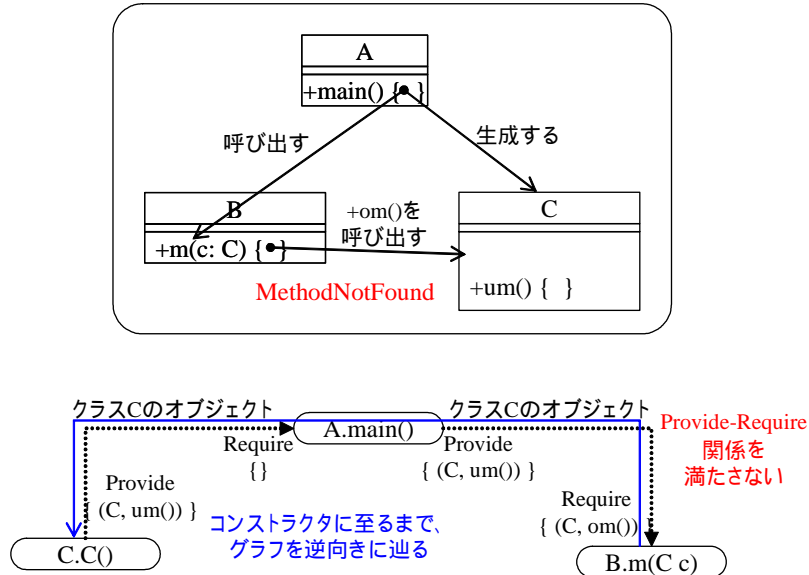 A
+main() { }
呼び出す
生成する
B
+m(c: C) { }
+om()を
呼び出す
C
+um() { }
MethodNotFound
クラスCのオブジェクト
A.main()
クラスCのオブジェクト
Provide-Require
関係を
満たさない
Require
{}
Provide
{ (C, um()) }
Provide
{ (C, um()) }
Require
{ (C, om()) }
コンストラクタに至るまで、
グラフを逆向きに辿る
C.C()
B.m(C c)